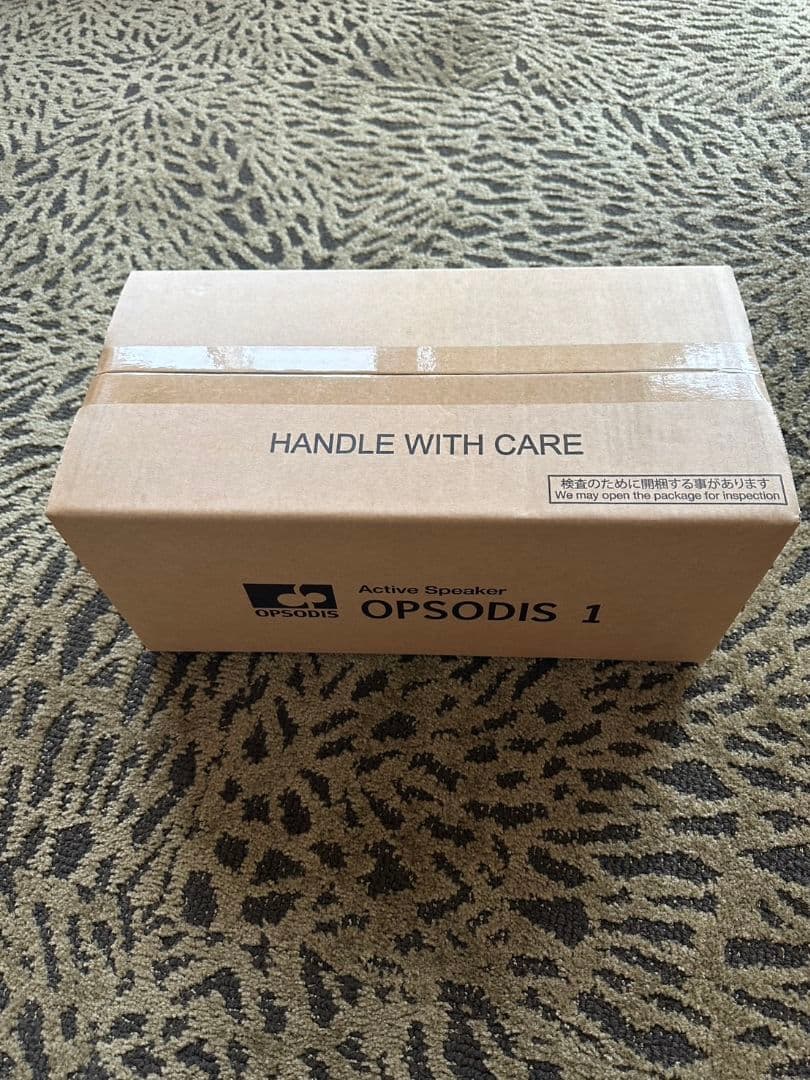 HANDLE WITH CARE
検査のために開梱する事があります
We may open the package for inspection
OPSODIS
Active Speaker
OPSODIS 1